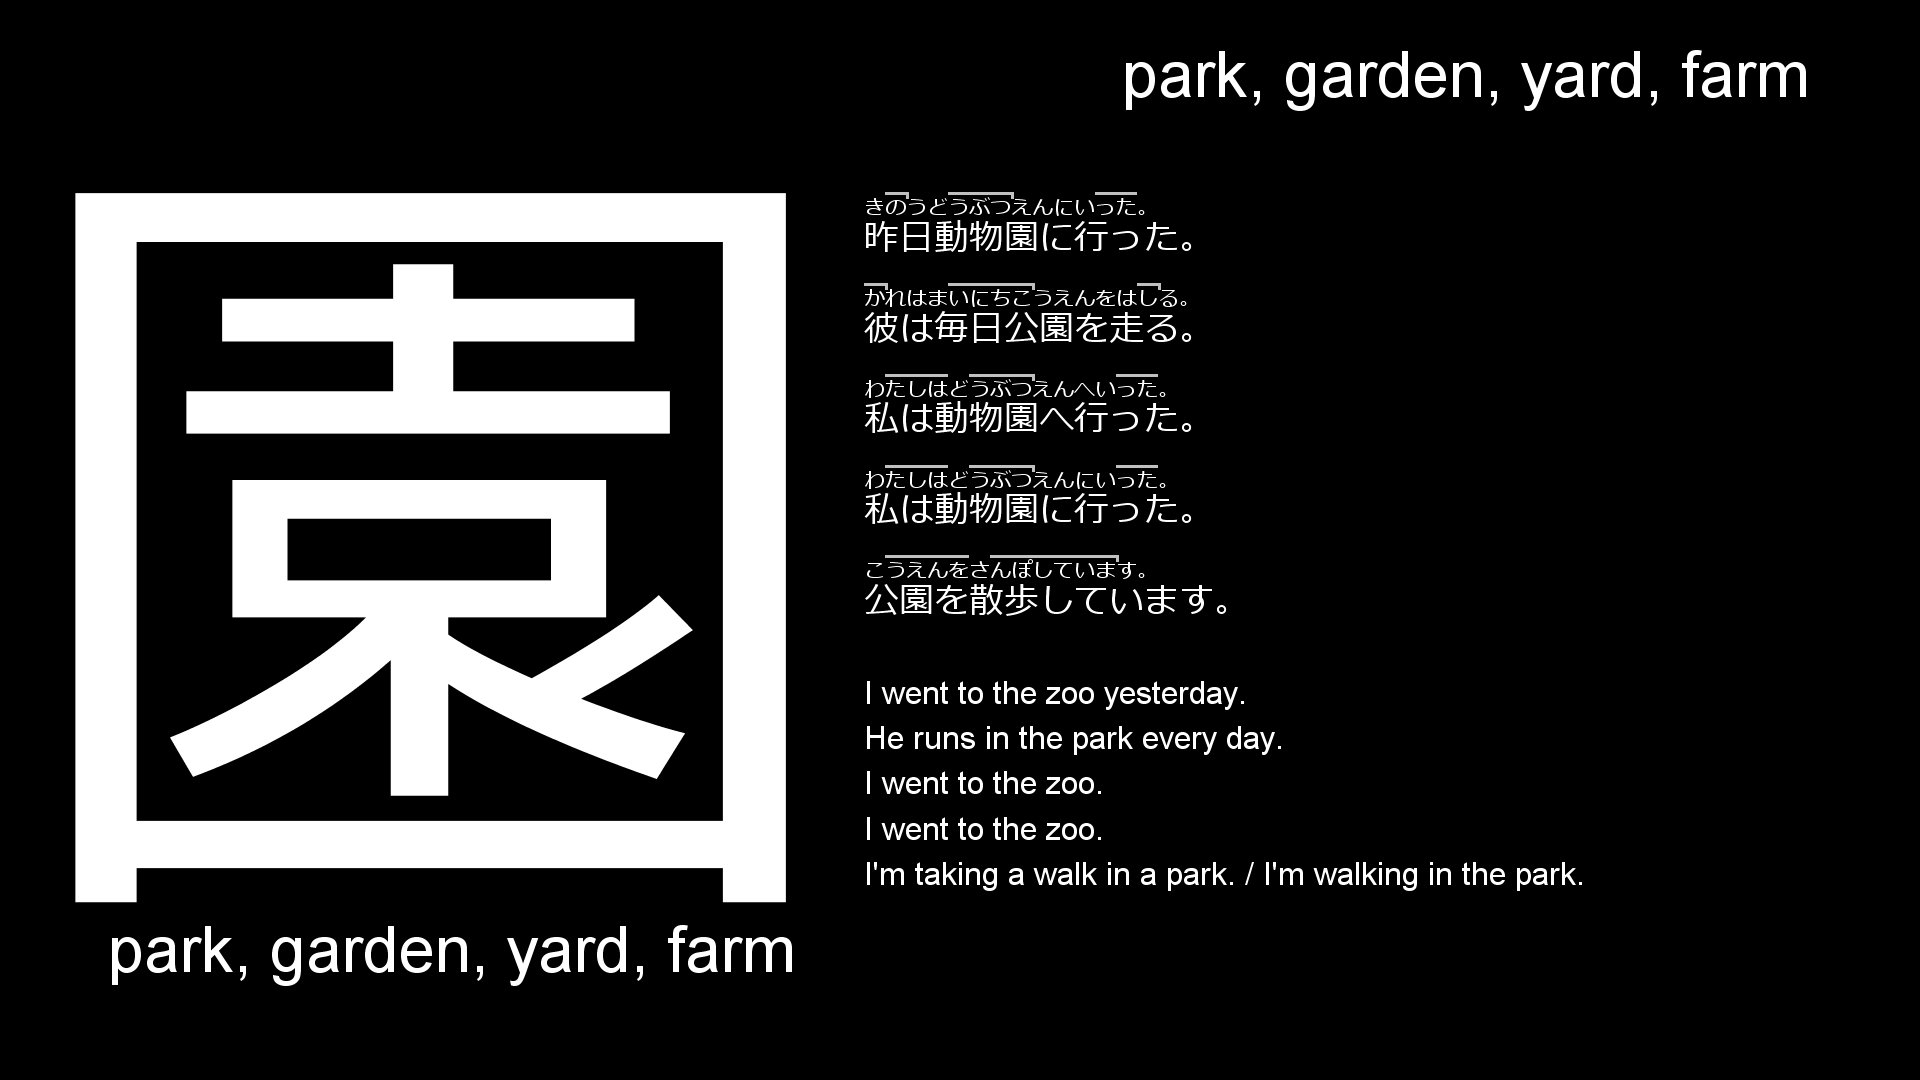 park, garden, yard, farm
園
park, garden, yard, farm
きのうどうぶつえんにいった。
昨日動物園に行った。
かれはまいにちこうえんをはしる。
彼は毎日公園を走る。
わたしはどうぶつえんへいった。
私は動物園へ行った。
わたしはどうぶつえんにいった。
私は動物園に行った。
こうえんをさんぽしています。
公園を散歩しています。
I went to the zoo yesterday.
He runs in the park every day.
I went to the zoo.
I went to the zoo.
I'm taking a walk in a park. / I'm walking in the park.